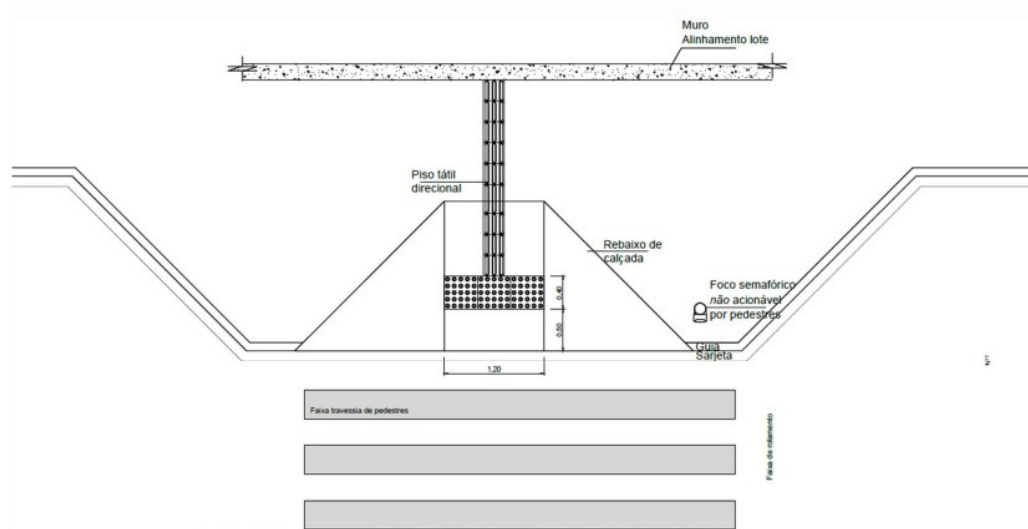 Muro
Alinhamento lote
Piso tátil
direcional
Rebaixo de
calçada
Foco semafórico
não acionável
por pedestres
0.40
0.50
Guia
Sarjeta
1,20
Faixa travessia de pedestres
Faixa de rolamento